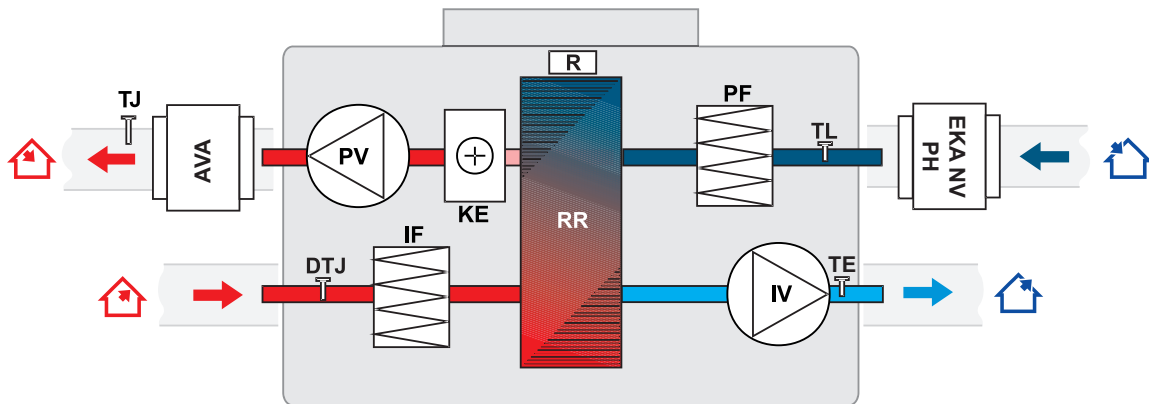 R
TJ
PF
TL
AVA
PV
KE
EKA NV
PH
RR
IF
DTJ
IV
TE